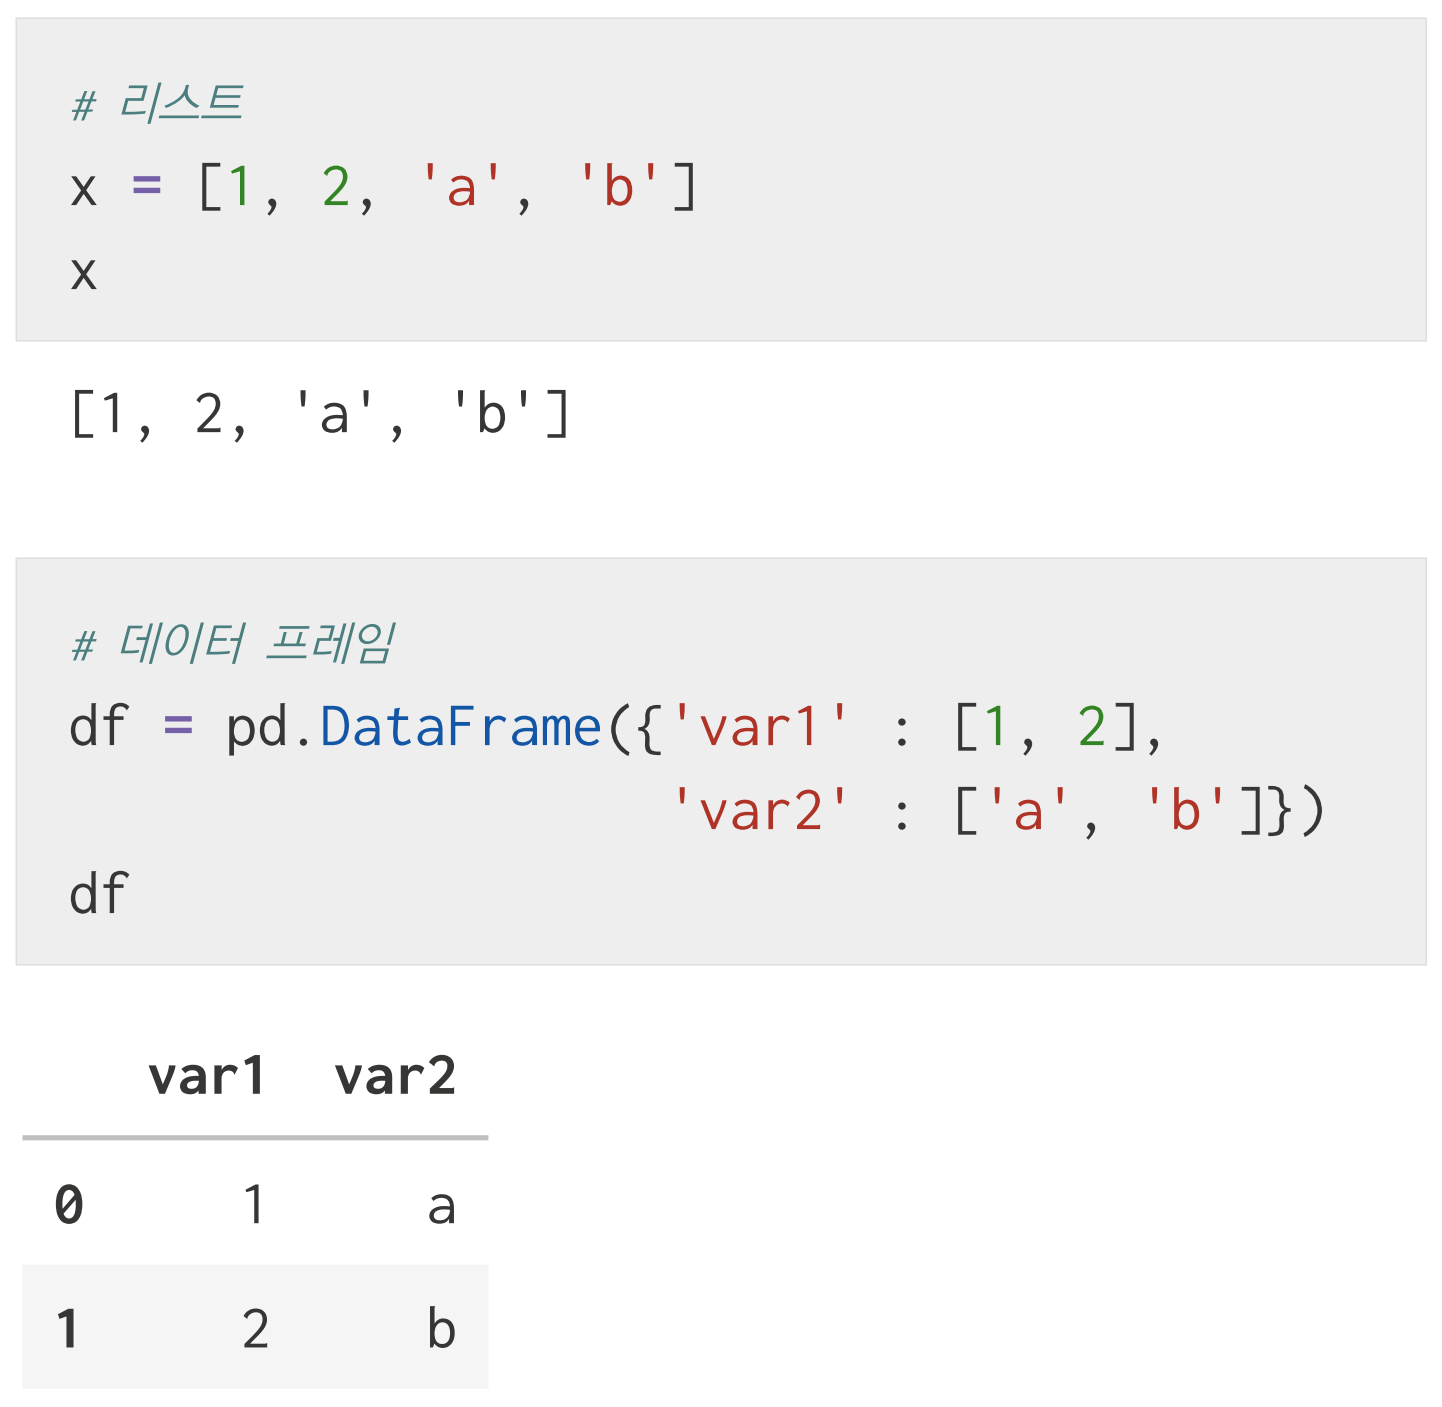 # 리스트
x = [1, 2, 'a', 'b']
x
[1, 2, 'a', 'b']
# 데이터 프레임
df = pd.DataFrame({'var1' : [1, 2],
                   'var2' : ['a', 'b']})
df
var1 var2
0 1 a
1 2 b